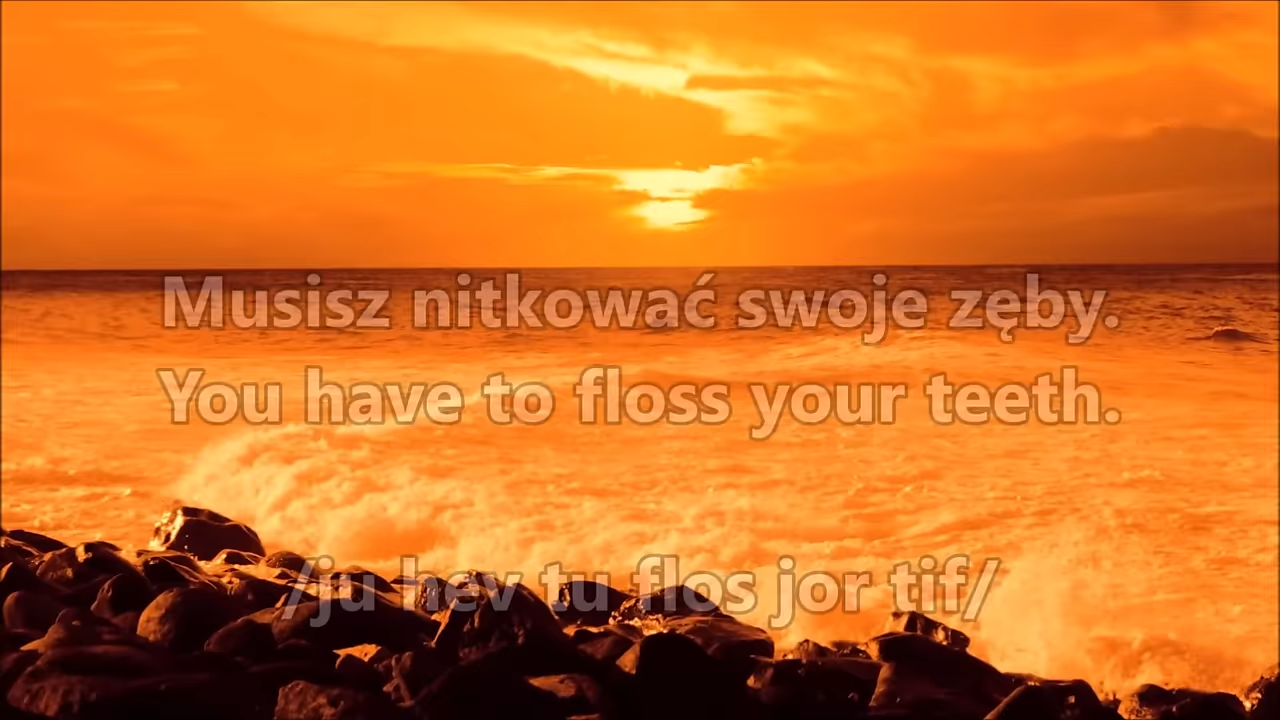 Musisz nitkować swoje zęby.
You have to floss your teeth.
/ju hev tu flos jor tif/